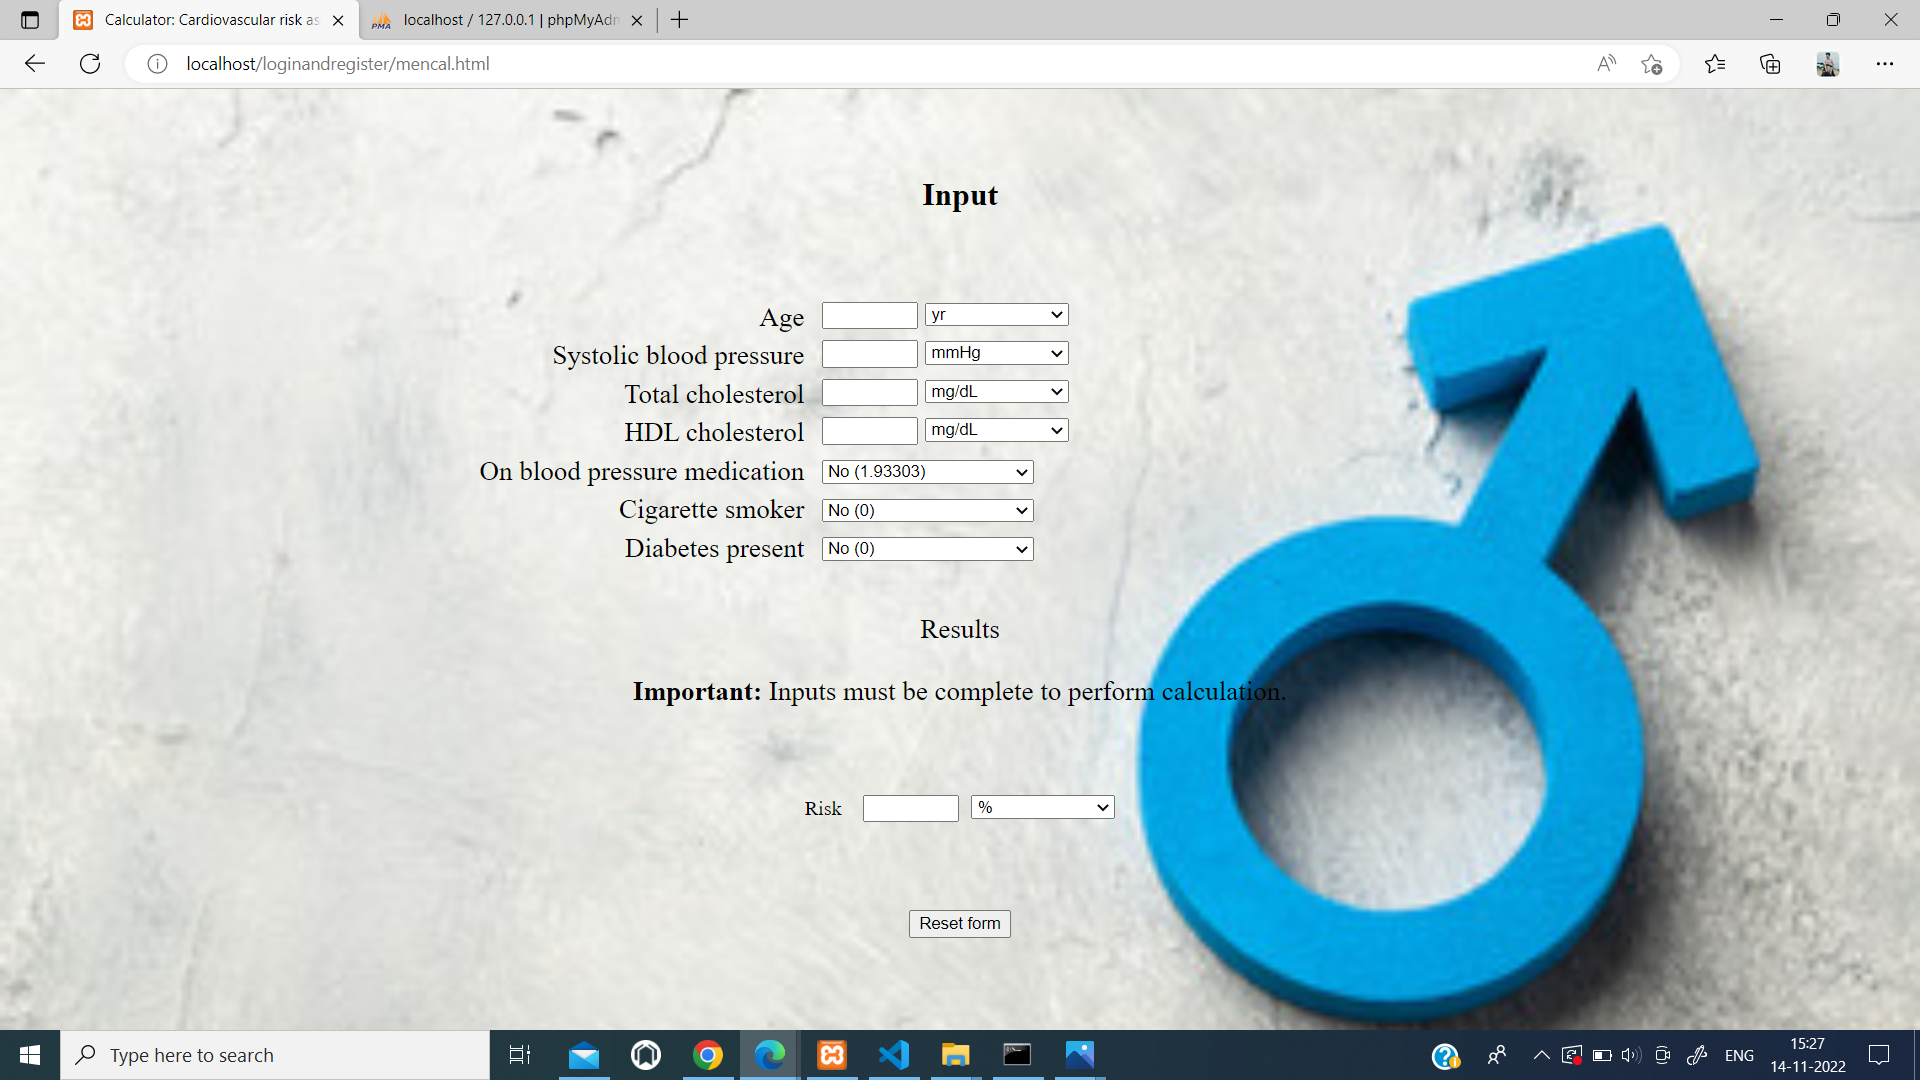 Calculator: Cardiovascular risk as
localhost / 127.0.0.1 | phpMyAdm
localhost/loginandregister/mencal.html
Input
Age yr
Systolic blood pressure mmHg
Total cholesterol mg/dL
HDL cholesterol mg/dL
On blood pressure medication No (1.93303)
Cigarette smoker No (0)
Diabetes present No (0)
Results
Important: Inputs must be complete to perform calculation.
Risk %
Reset form
Type here to search
ENG
15:27
14-11-2022